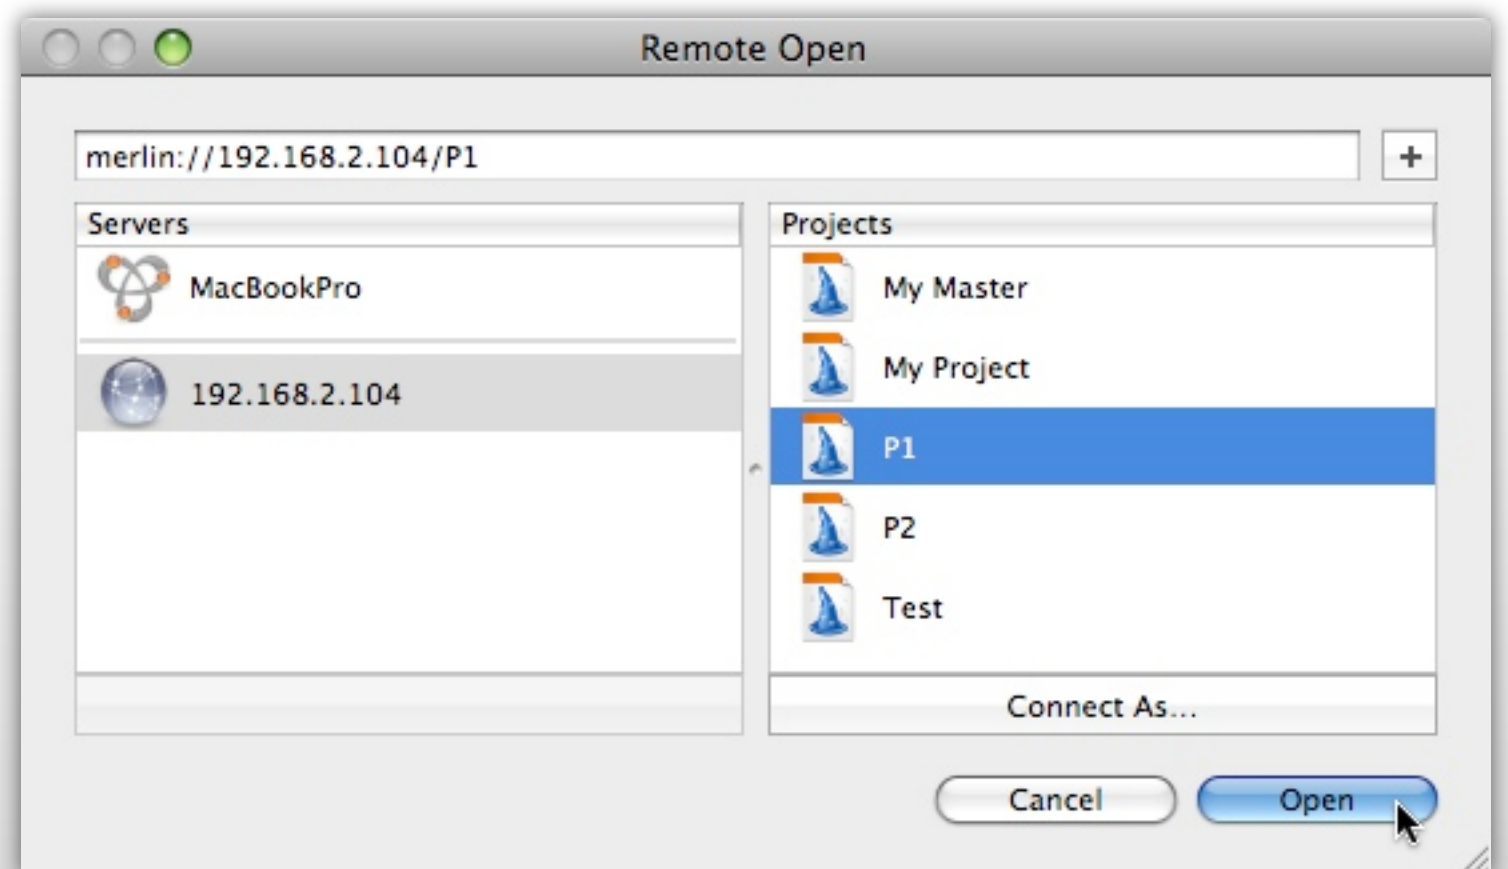 Remote Open
merlin://192.168.2.104/P1
+
Servers
MacBookPro
192.168.2.104
Projects
My Master
My Project
P1
P2
Test
Connect As...
Cancel
Open